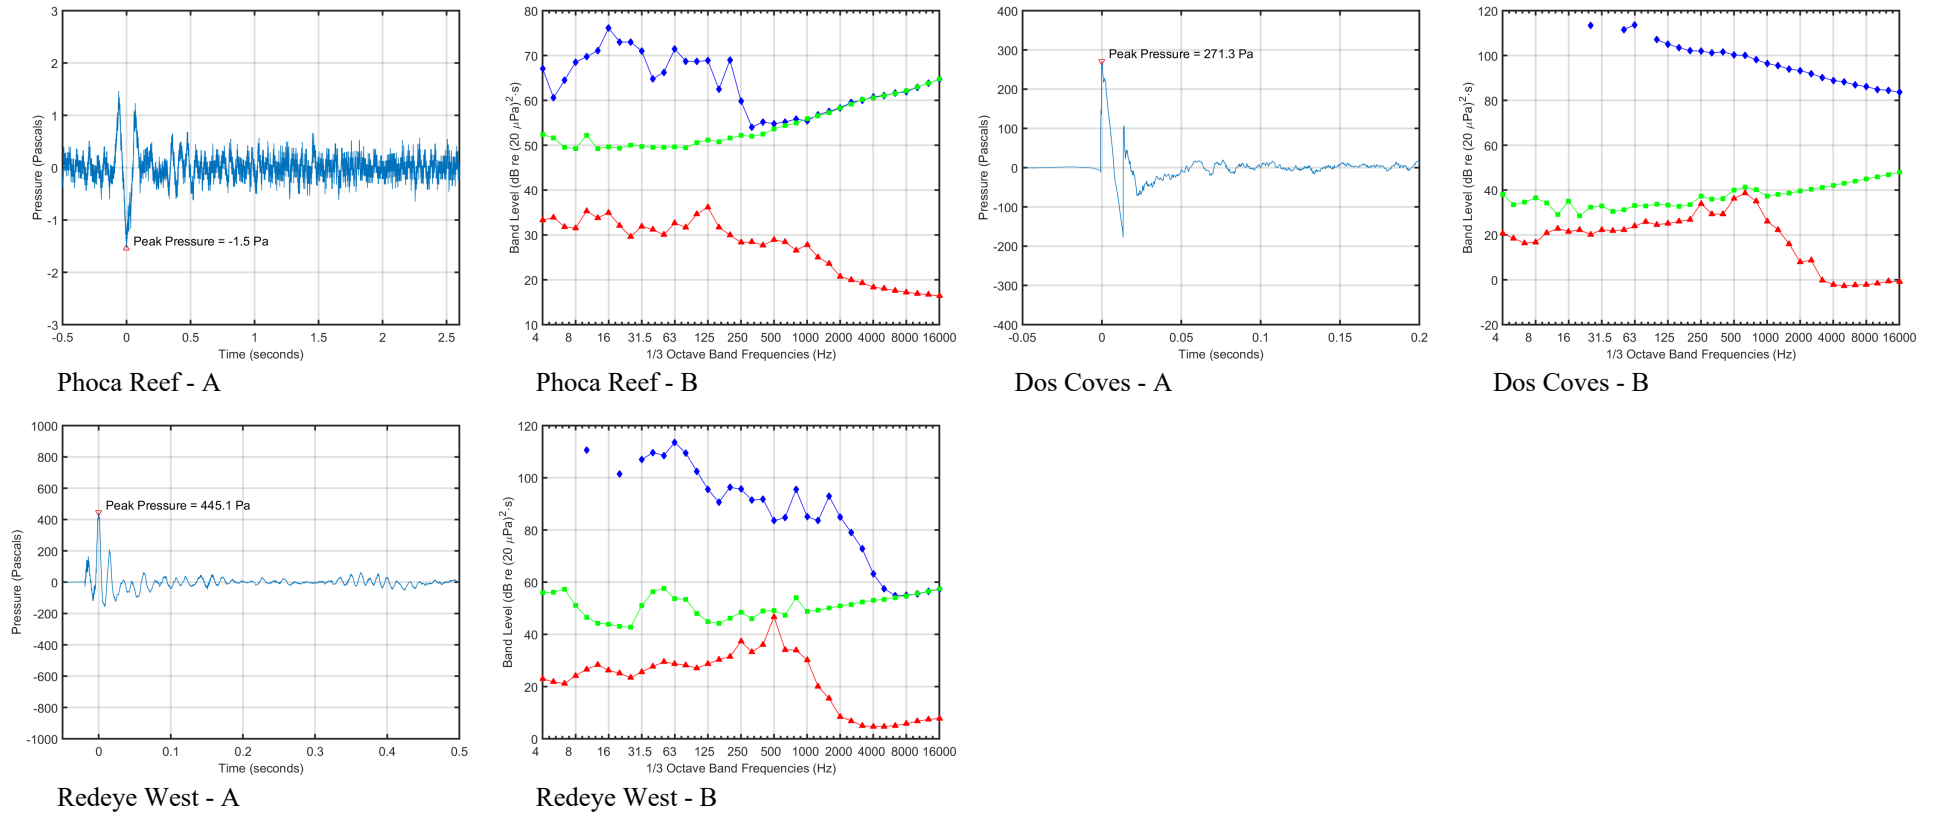 3
2
1
0
-1
-2
-3
-0.5 0 0.5 1 1.5 2 2.5
Time (seconds)
Pressure (Pascals)
Peak Pressure = -1.5 Pa
Phoca Reef - A
80
70
60
50
40
30
20
10
4 8 16 31.5 63 125 250 500 1000 2000 4000 8000 16000
1/3 Octave Band Frequencies (Hz)
Band Level (dB re (20 μPa)²·s)
Phoca Reef - B
400
300
200
100
0
-100
-200
-300
-400
-0.05 0 0.05 0.1 0.15 0.2
Time (seconds)
Pressure (Pascals)
Peak Pressure = 271.3 Pa
Dos Coves - A
120
100
80
60
40
20
0
-20
4 8 16 31.5 63 125 250 500 1000 2000 4000 8000 16000
1/3 Octave Band Frequencies (Hz)
Band Level (dB re (20 μPa)²·s)
Dos Coves - B
1000
800
600
400
200
0
-200
-400
-600
-800
-1000
0 0.1 0.2 0.3 0.4 0.5
Time (seconds)
Pressure (Pascals)
Peak Pressure = 445.1 Pa
Redeye West - A
120
100
80
60
40
20
0
4 8 16 31.5 63 125 250 500 1000 2000 4000 8000 16000
1/3 Octave Band Frequencies (Hz)
Band Level (dB re (20 μPa)²·s)
Redeye West - B